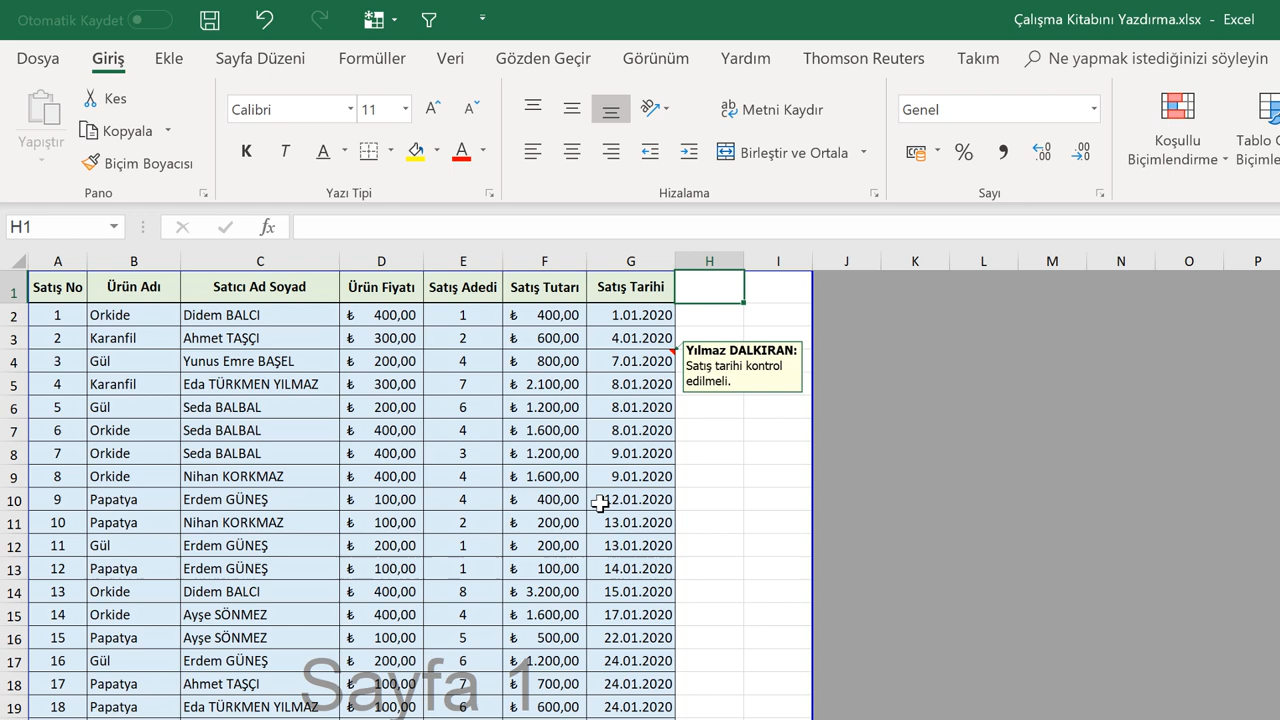 Otomatik Kaydet
Çalışma Kitabını Yazdırma.xlsx - Excel
Dosya Giriş Ekle Sayfa Düzeni Formüller Veri Gözden Geçir Görünüm Yardım Thomson Reuters Takım Ne yapmak istediğinizi söyleyin
Yapıştır
Kes
Kopyala
Biçim Boyacısı
Calibri 11
K T A
A
Metni Kaydır
Birleştir ve Ortala
Genel
Koşullu
Biçimlendirme
Pano Yazı Tipi Hizalama Sayı
H1 fx
A B C D E F G H I J K L M N O P
1 Satış No Ürün Adı Satıcı Ad Soyad Ürün Fiyatı Satış Adedi Satış Tutarı Satış Tarihi
2 1 Orkide Didem BALCI ₺ 400,00 1 ₺ 400,00 1.01.2020
3 2 Karanfil Ahmet TAŞÇI ₺ 300,00 2 ₺ 600,00 4.01.2020
4 3 Gül Yunus Emre BAŞEL ₺ 200,00 4 ₺ 800,00 7.01.2020
5 4 Karanfil Eda TÜRKMEN YILMAZ ₺ 300,00 7 ₺ 2.100,00 8.01.2020
6 5 Gül Seda BALBAL ₺ 200,00 6 ₺ 1.200,00 8.01.2020
7 6 Orkide Seda BALBAL ₺ 400,00 4 ₺ 1.600,00 8.01.2020
8 7 Orkide Seda BALBAL ₺ 400,00 3 ₺ 1.200,00 9.01.2020
9 8 Orkide Nihan KORKMAZ ₺ 400,00 4 ₺ 1.600,00 9.01.2020
10 9 Papatya Erdem GÜNEŞ ₺ 100,00 4 ₺ 400,00 12.01.2020
11 10 Papatya Nihan KORKMAZ ₺ 100,00 2 ₺ 200,00 13.01.2020
12 11 Gül Erdem GÜNEŞ ₺ 200,00 1 ₺ 200,00 13.01.2020
13 12 Papatya Erdem GÜNEŞ ₺ 100,00 1 ₺ 100,00 14.01.2020
14 13 Orkide Didem BALCI ₺ 400,00 8 ₺ 3.200,00 15.01.2020
15 14 Orkide Ayşe SÖNMEZ ₺ 400,00 4 ₺ 1.600,00 17.01.2020
16 15 Papatya Ayşe SÖNMEZ ₺ 100,00 5 ₺ 500,00 22.01.2020
17 16 Gül Erdem GÜNEŞ ₺ 200,00 6 ₺ 1.200,00 24.01.2020
18 17 Papatya Ahmet TAŞÇI ₺ 100,00 7 ₺ 700,00 24.01.2020
19 18 Papatya Eda TÜRKMEN YILMAZ ₺ 100,00 6 ₺ 600,00 24.01.2020
Yılmaz DALKIRAN:
Satış tarihi kontrol
edilmeli.
Sayfa 1